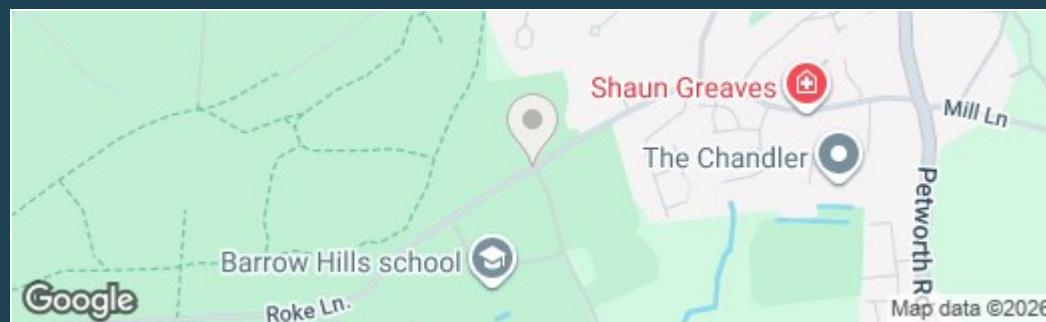 Shaun Greaves
Mill Ln
The Chandler
Petworth R
Barrow Hills school
Roke Ln.
Google
Map data ©2026